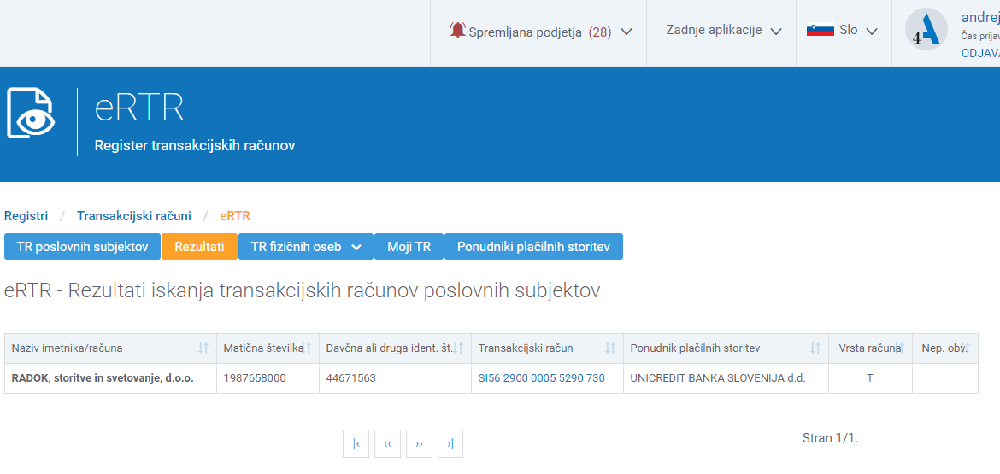 Spremljana podjetja (28)
Zadnje aplikacije
Slo
4A
andrej
Čas prijav
ODJAVA
eRTR
Register transakcijskih računov
Registri / Transakcijski računi / eRTR
TR poslovnih subjektov Rezultati TR fizičnih oseb Moji TR Ponudniki plačilnih storitev
eRTR - Rezultati iskanja transakcijskih računov poslovnih subjektov
Naziv imetnika/računa Matična številka Davčna ali druga ident. št. Transakcijski račun Ponudnik plačilnih storitev Vrsta računa Nep. obv.
RADOK, storitve in svetovanje, d.o.o. 1987658000 44671563 SI56 2900 0005 5290 730 UNICREDIT BANKA SLOVENIJA d.d. T
|‹ ‹‹ ›› ›| Stran 1/1.